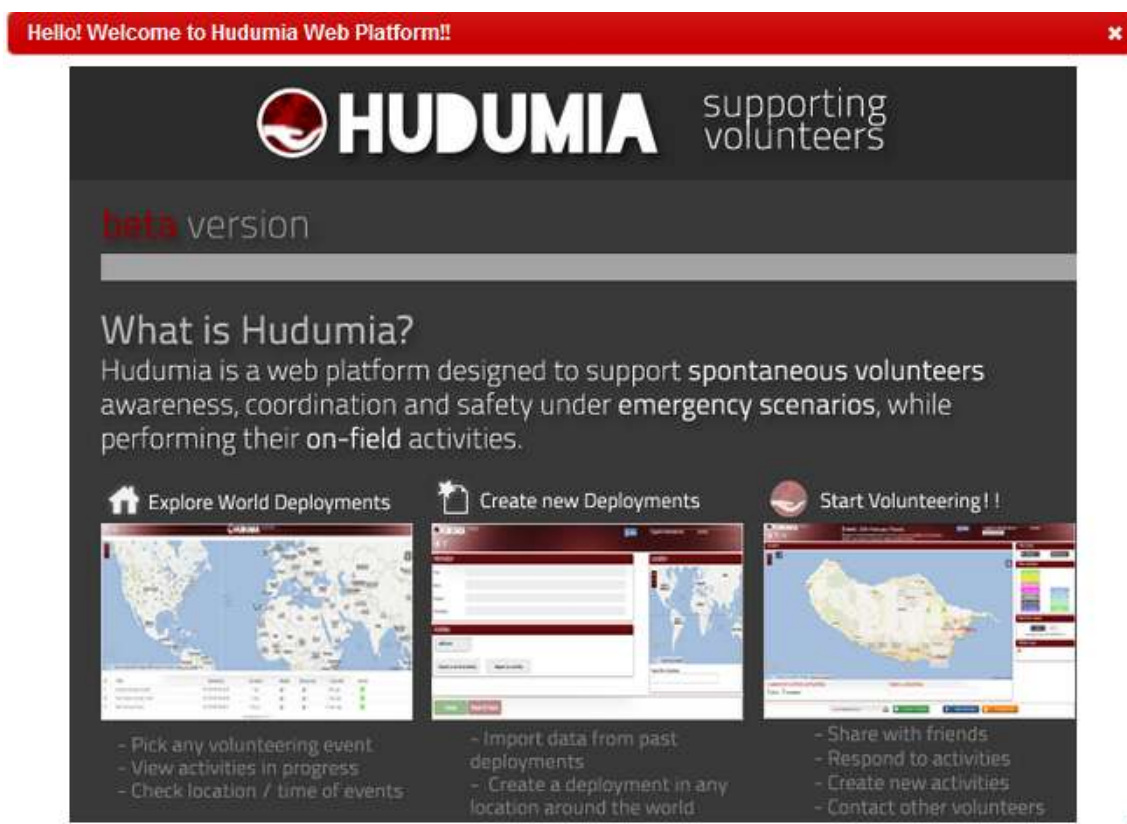 Hello! Welcome to Hudumia Web Platform!!
HUDUMIA
supporting
volunteers
beta version
What is Hudumia?
Hudumia is a web platform designed to support spontaneous volunteers
awareness, coordination and safety under emergency scenarios, while
performing their on-field activities.
Explore World Deployments
Create new Deployments
Start Volunteering!!
- Pick any volunteering event
- View activities in progress
- Check location / time of events
- Import data from past
deployments
- Create a deployment in any
location around the world
- Share with friends
- Respond to activities
- Create new activities
- Contact other volunteers